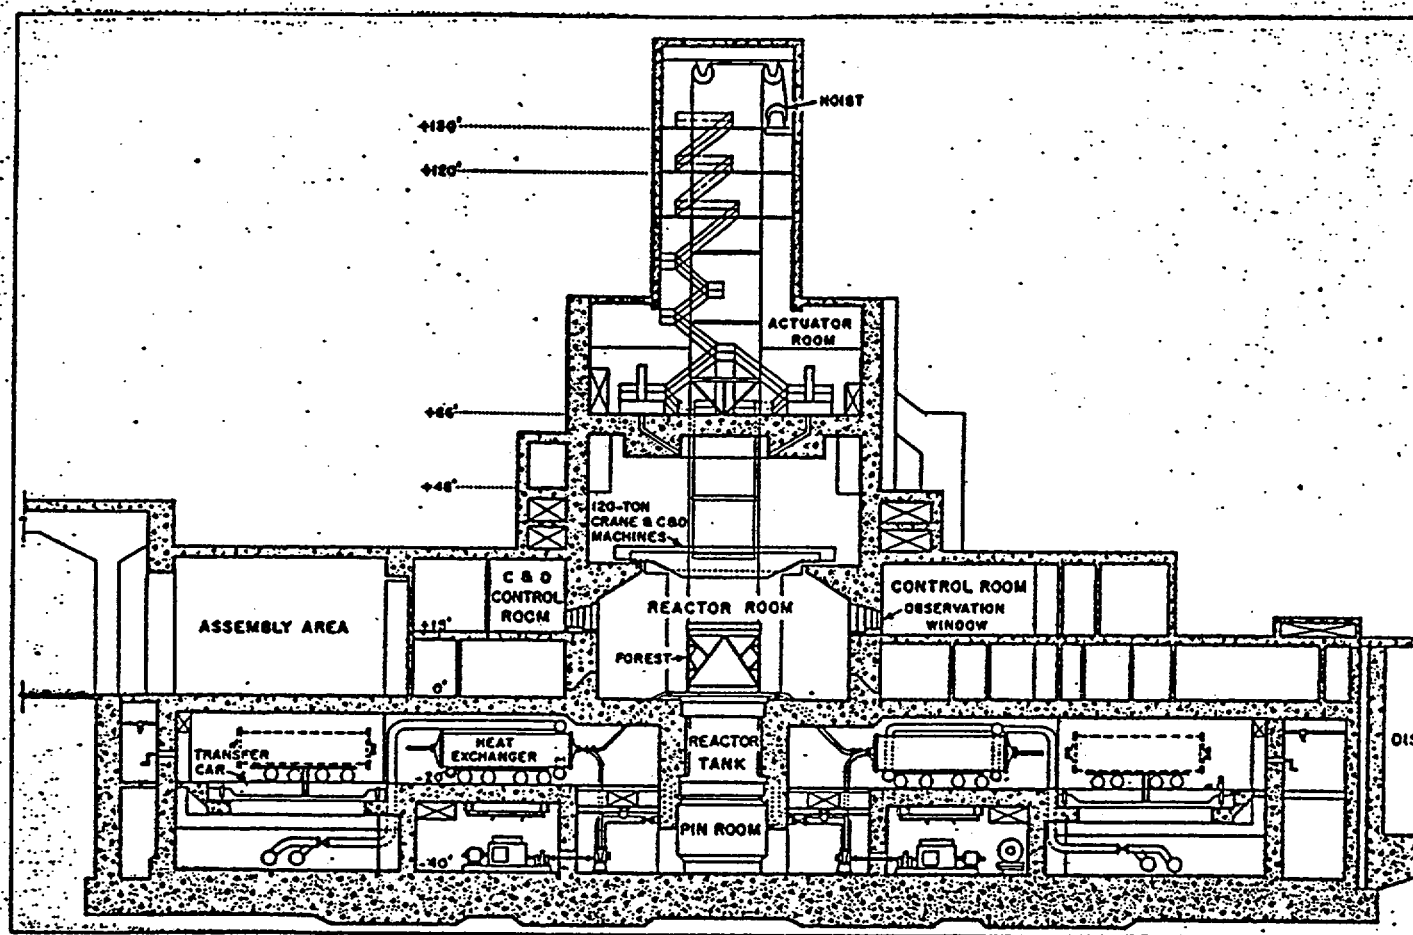 HOIST
+130°
+120°
ACTUATOR
ROOM
+66°
+48°
120-TON
CRANE & C&D
MACHINES
C & D
CONTROL
ROOM
CONTROL ROOM
OBSERVATION
WINDOW
REACTOR ROOM
ASSEMBLY AREA
+15°
FOREST
0°
HEAT
EXCHANGER
REACTOR
TANK
TRANSFER
CAR
-20
DIS
PIN ROOM
-40°